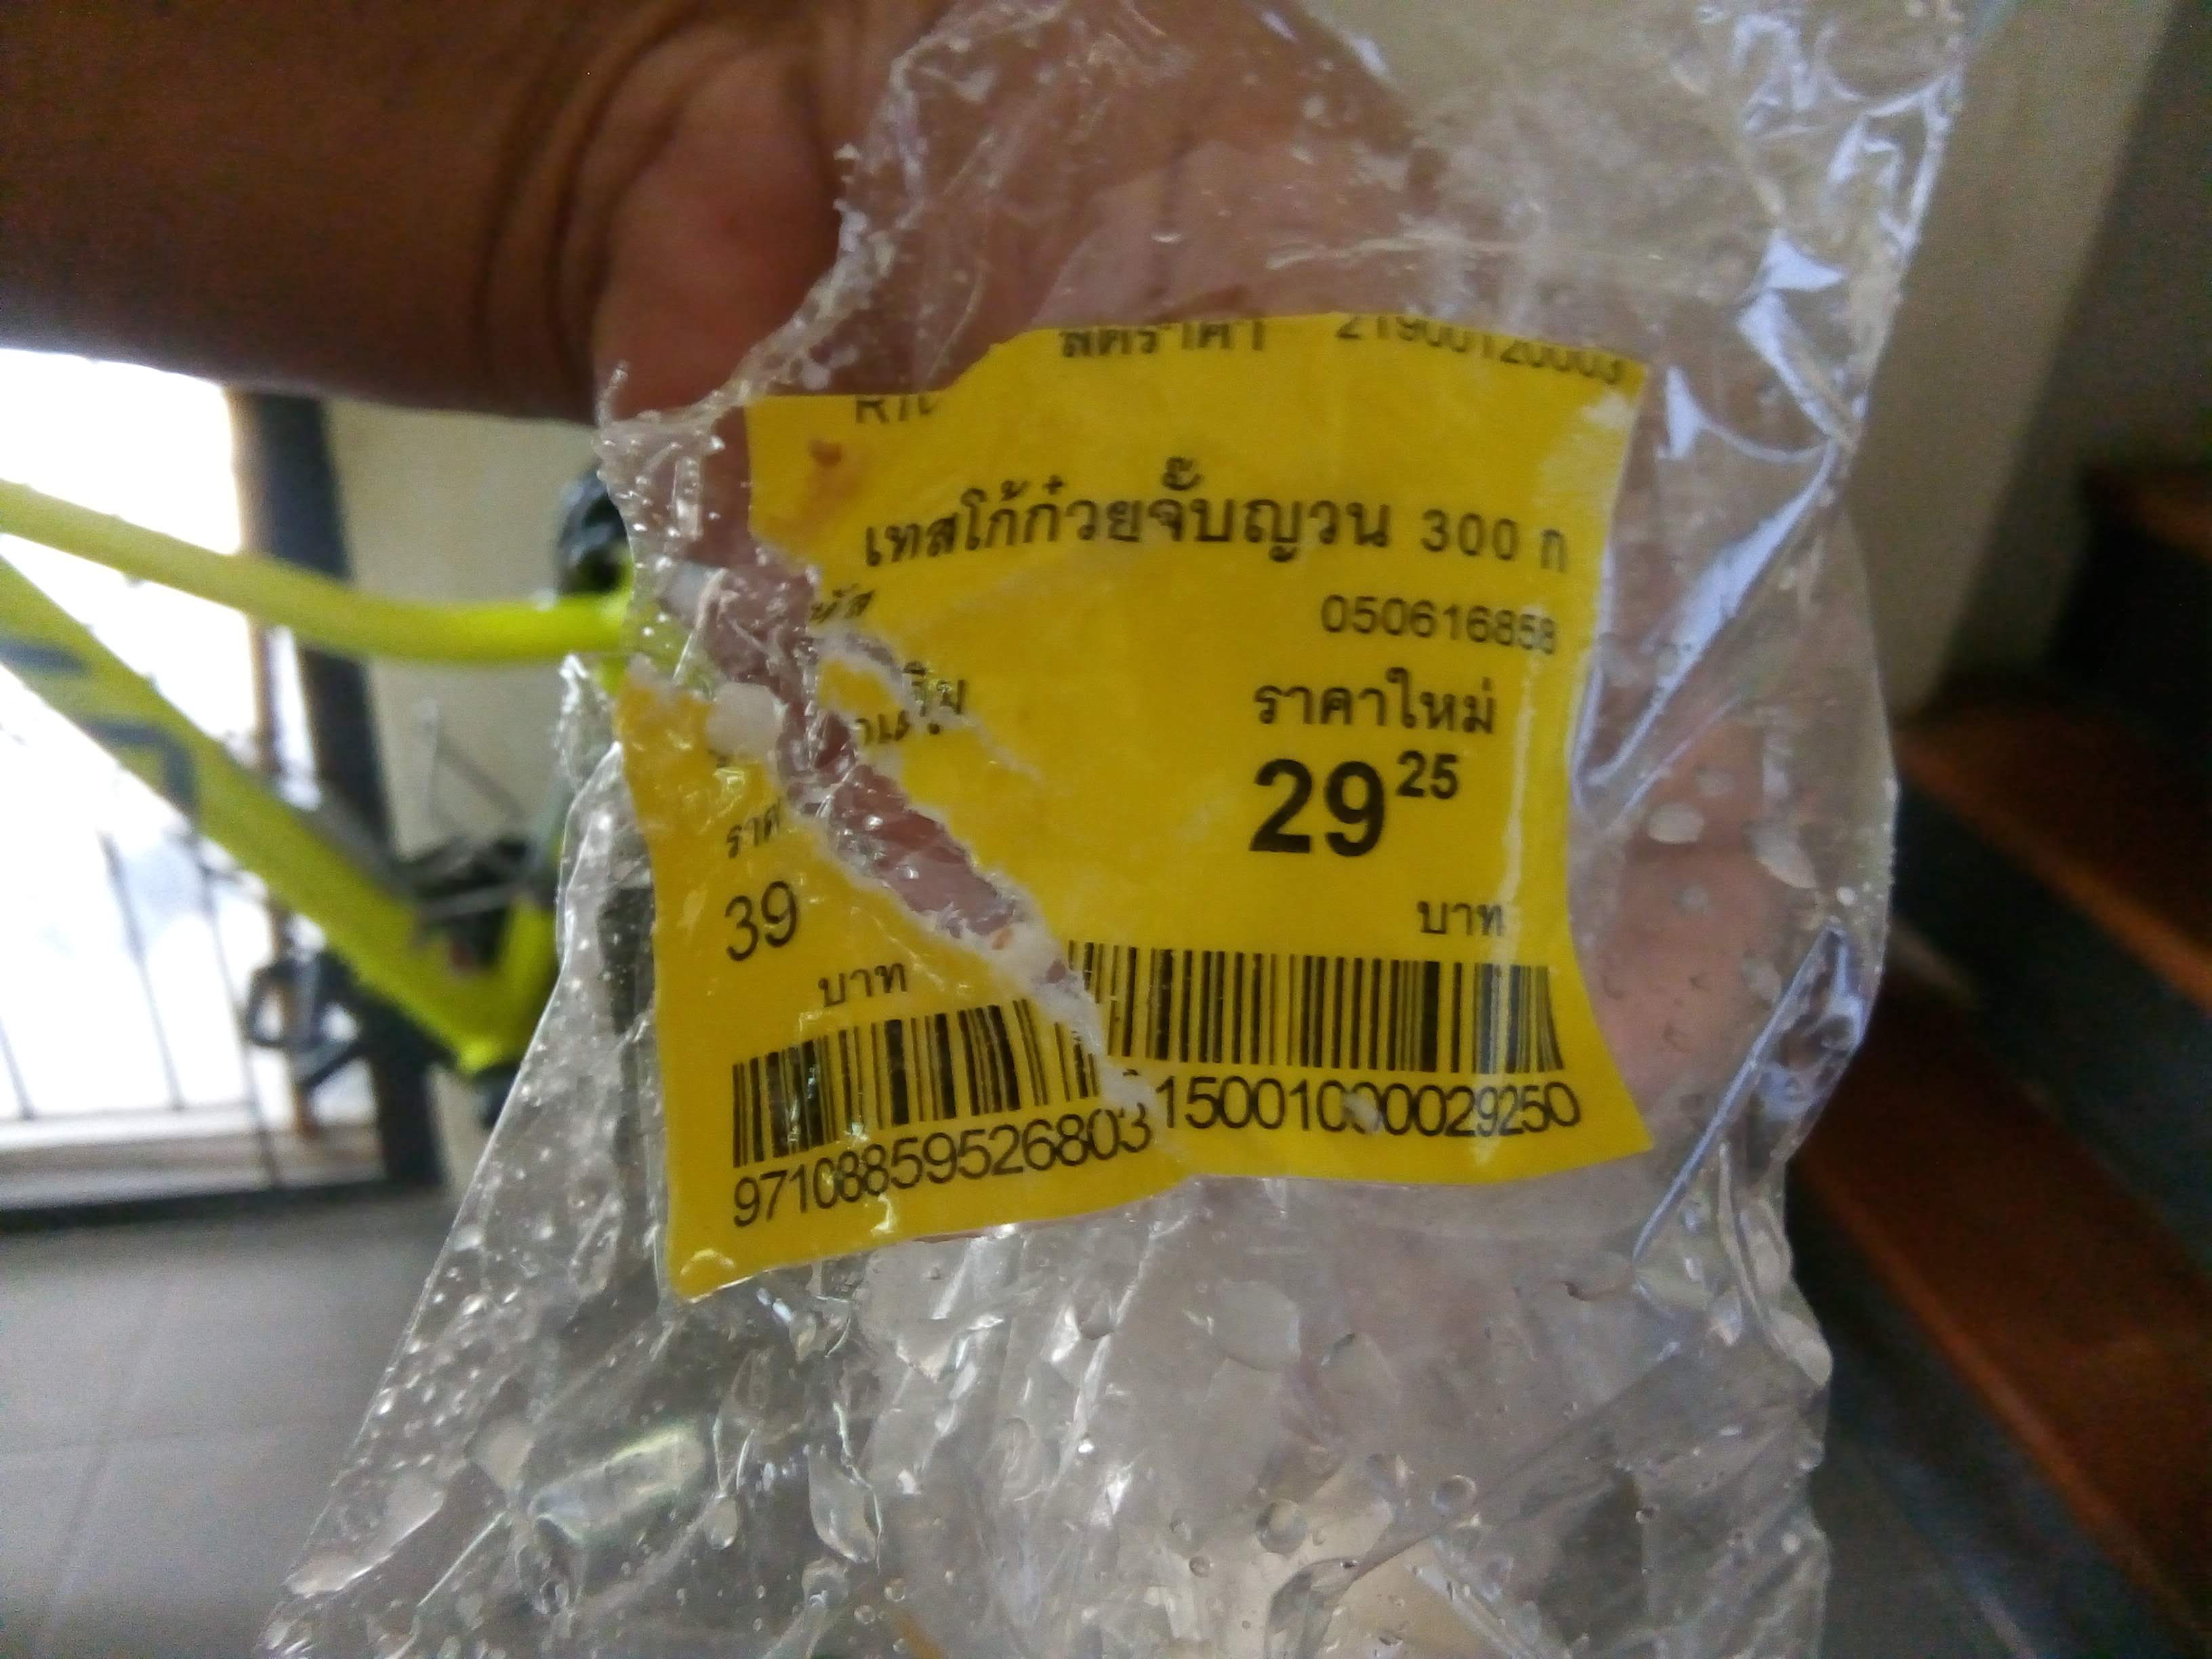 ลดราคา 21900120003
เทสโก้ก๋วยจั๊บญวน 300 ก
050616858
ราคาใหม่
29 25
39
บาท
บาท
9710885952680315001000029250